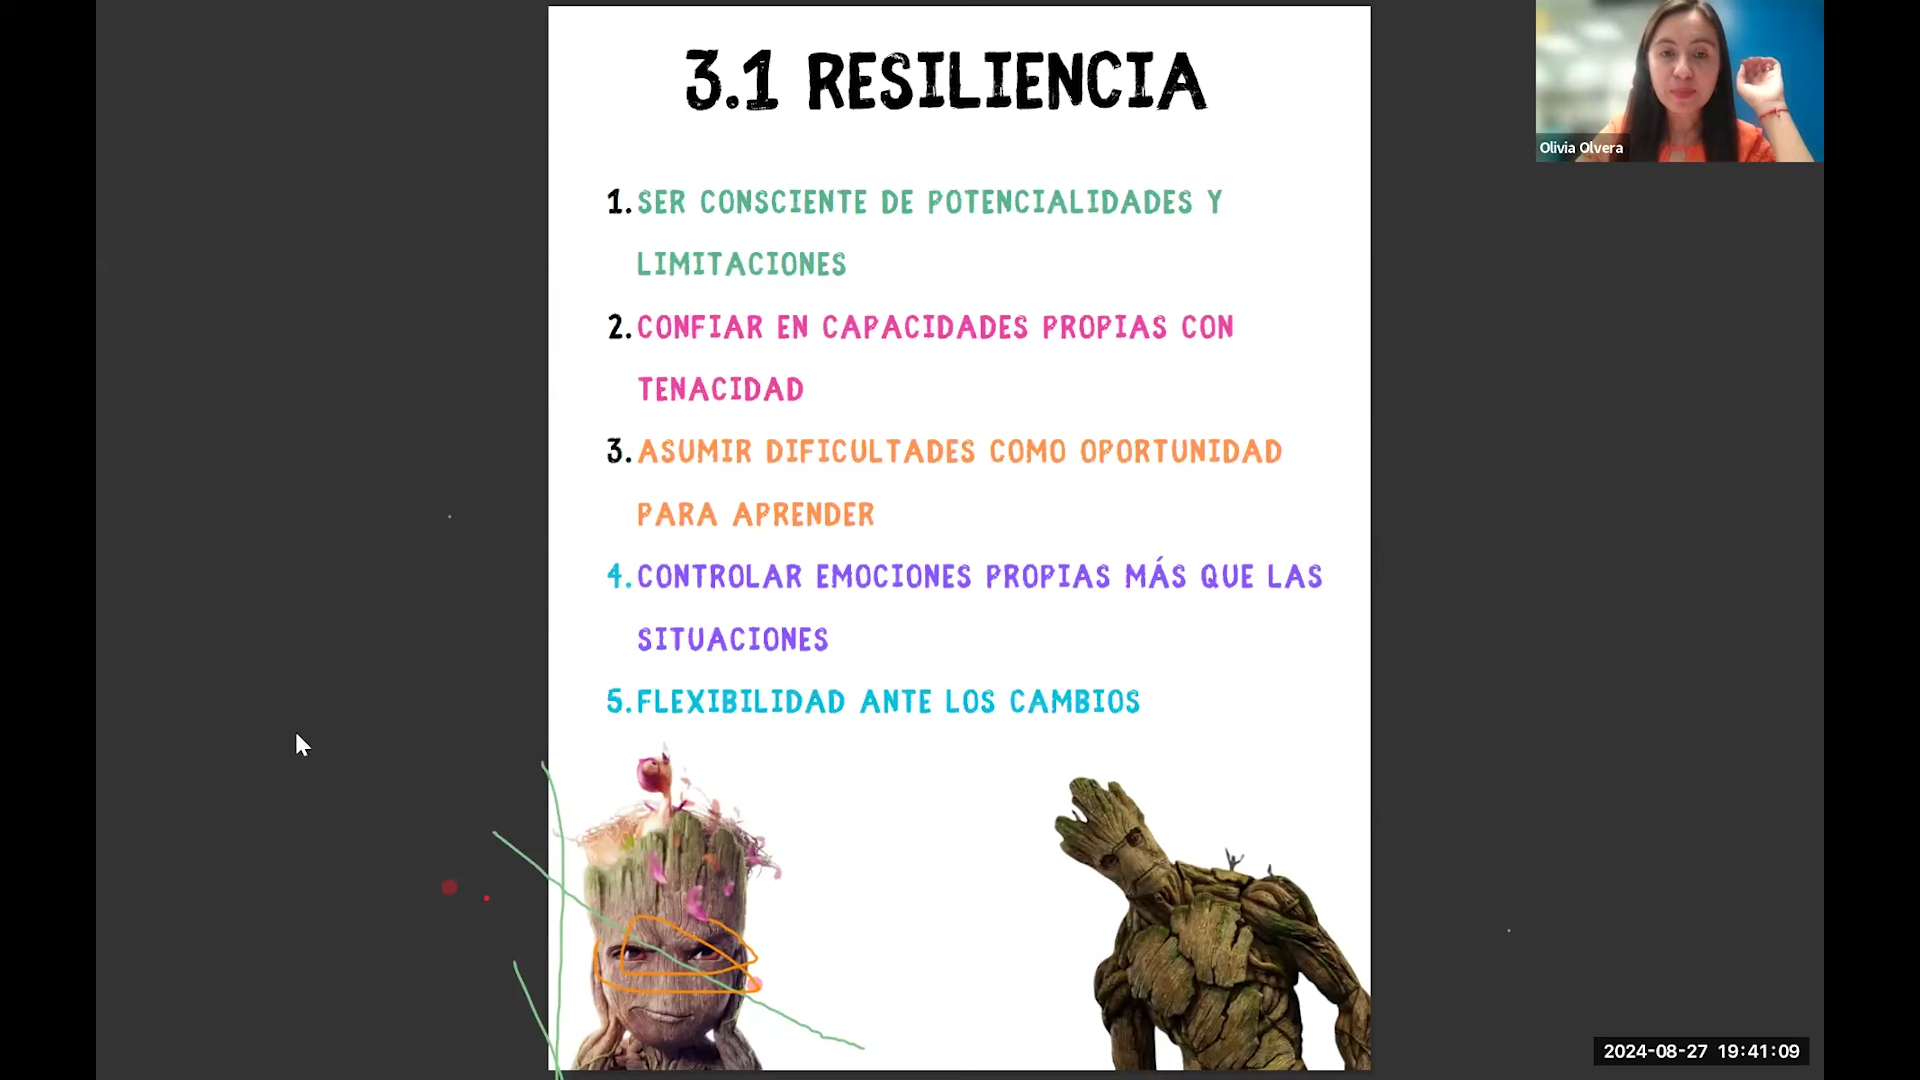 3.1 RESILIENCIA
Olivia Olvera
1. SER CONSCIENTE DE POTENCIALIDADES Y
LIMITACIONES
2. CONFIAR EN CAPACIDADES PROPIAS CON
TENACIDAD
3. ASUMIR DIFICULTADES COMO OPORTUNIDAD
PARA APRENDER
4. CONTROLAR EMOCIONES PROPIAS MÁS QUE LAS
SITUACIONES
5. FLEXIBILIDAD ANTE LOS CAMBIOS
2024-08-27 19:41:09